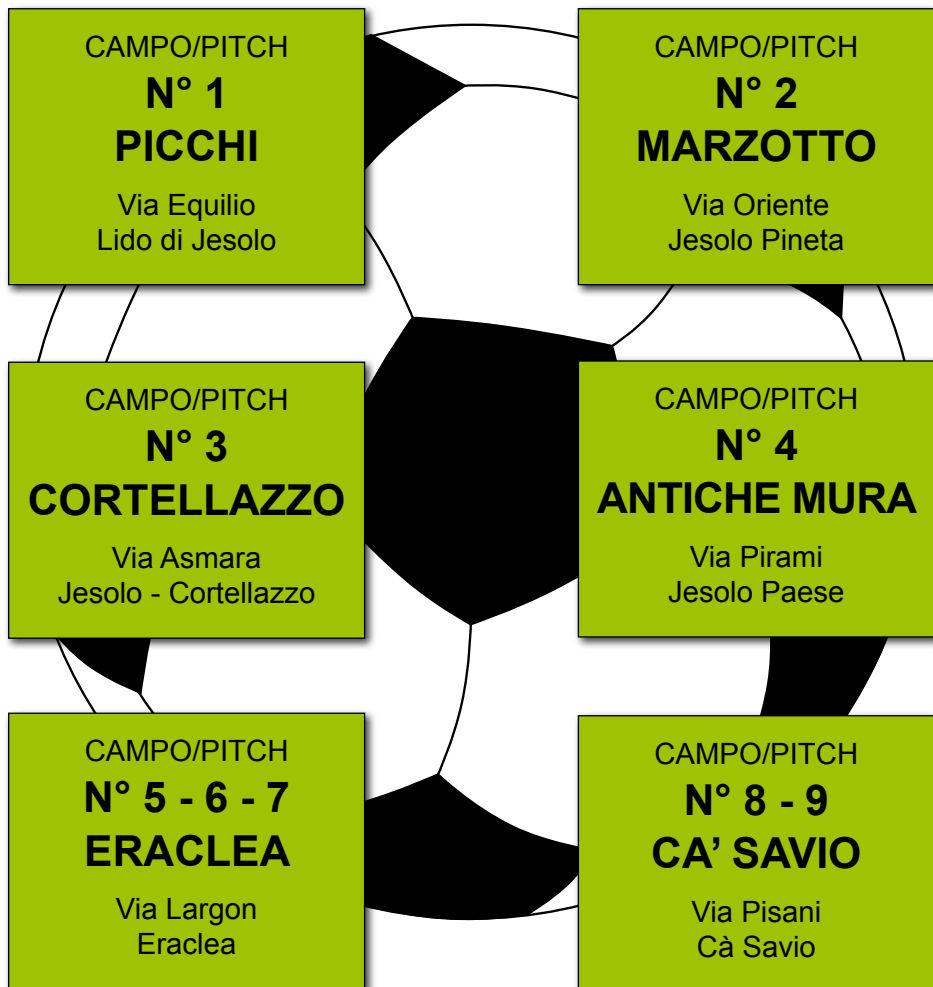 CAMPO/PITCH
N° 1
PICCHI
Via Equilio
Lido di Jesolo
CAMPO/PITCH
N° 2
MARZOTTO
Via Oriente
Jesolo Pineta
CAMPO/PITCH
N° 3
CORTELLAZZO
Via Asmara
Jesolo - Cortellazzo
CAMPO/PITCH
N° 4
ANTICHE MURA
Via Pirami
Jesolo Paese
CAMPO/PITCH
N° 5 - 6 - 7
ERACLEA
Via Largon
Eraclea
CAMPO/PITCH
N° 8 - 9
CA’ SAVIO
Via Pisani
Cà Savio